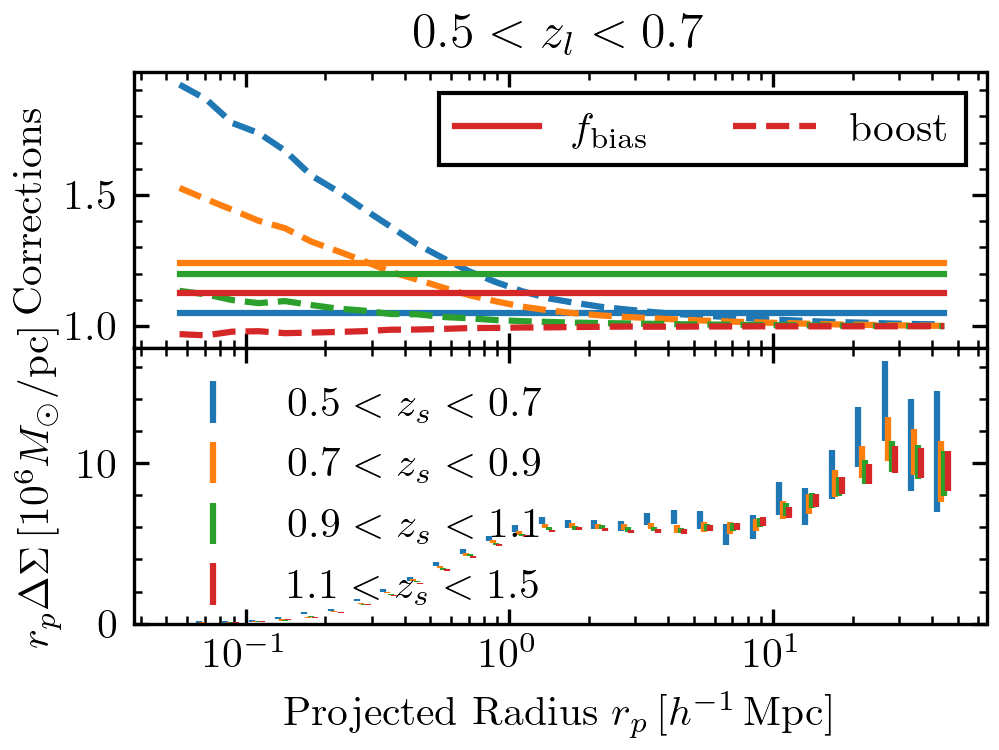 0.5 < z_l < 0.7
Corrections
f_bias boost
1.5
1.0
r_p ΔΣ [10^6 M_⊙/pc]
0.5 < z_s < 0.7
0.7 < z_s < 0.9
0.9 < z_s < 1.1
1.1 < z_s < 1.5
10
0
10^−1 10^0 10^1
Projected Radius r_p [h^−1 Mpc]